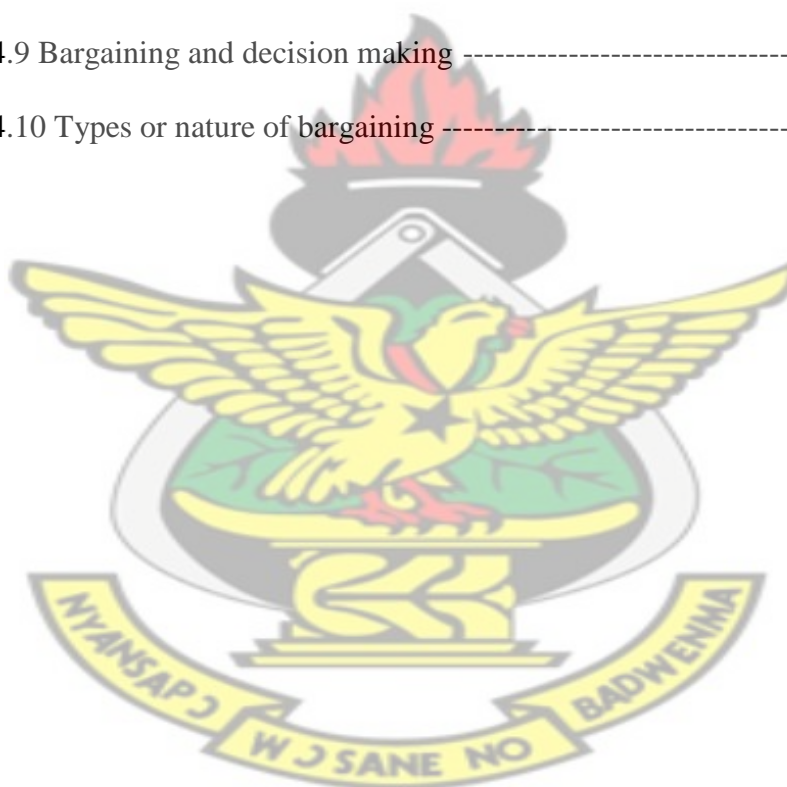 4.9 Bargaining and decision making --------------------------------
4.10 Types or nature of bargaining ----------------------------------
NYANSAPƆ WƆSANE NO BADWENMA